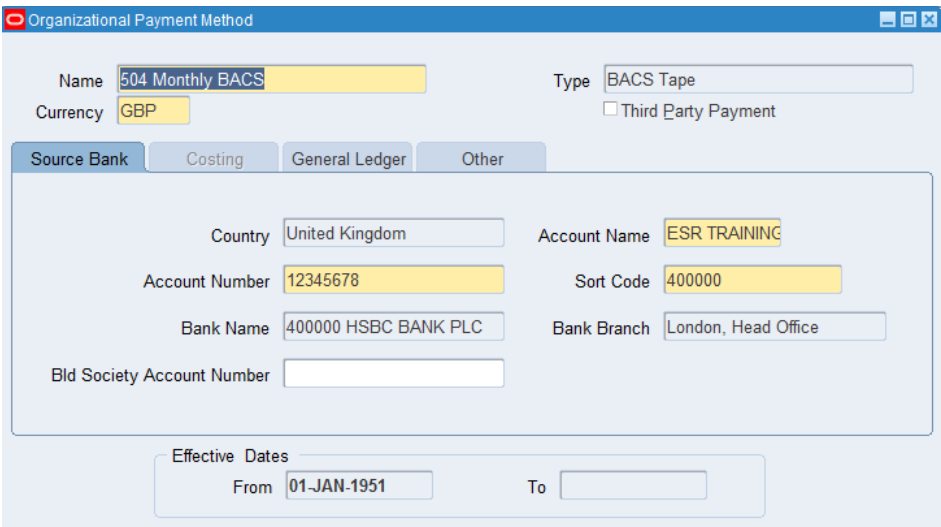 Organizational Payment Method
Name 504 Monthly BACS Type BACS Tape
Currency GBP Third Party Payment
Source Bank Costing General Ledger Other
Country United Kingdom Account Name ESR TRAINING
Account Number 12345678 Sort Code 400000
Bank Name 400000 HSBC BANK PLC Bank Branch London, Head Office
Bld Society Account Number
Effective Dates
From 01-JAN-1951 To